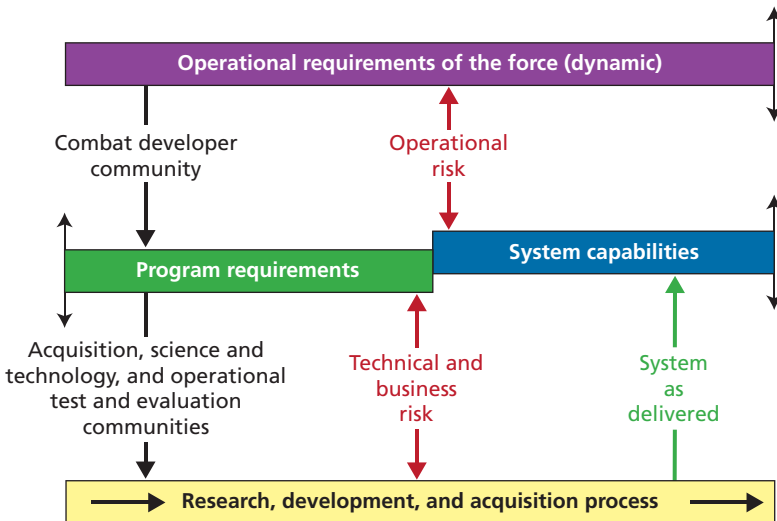 Operational requirements of the force (dynamic)
Combat developer
community
Operational
risk
Program requirements
System capabilities
Acquisition, science and
technology, and operational
test and evaluation
communities
Technical and
business
risk
System
as
delivered
Research, development, and acquisition process